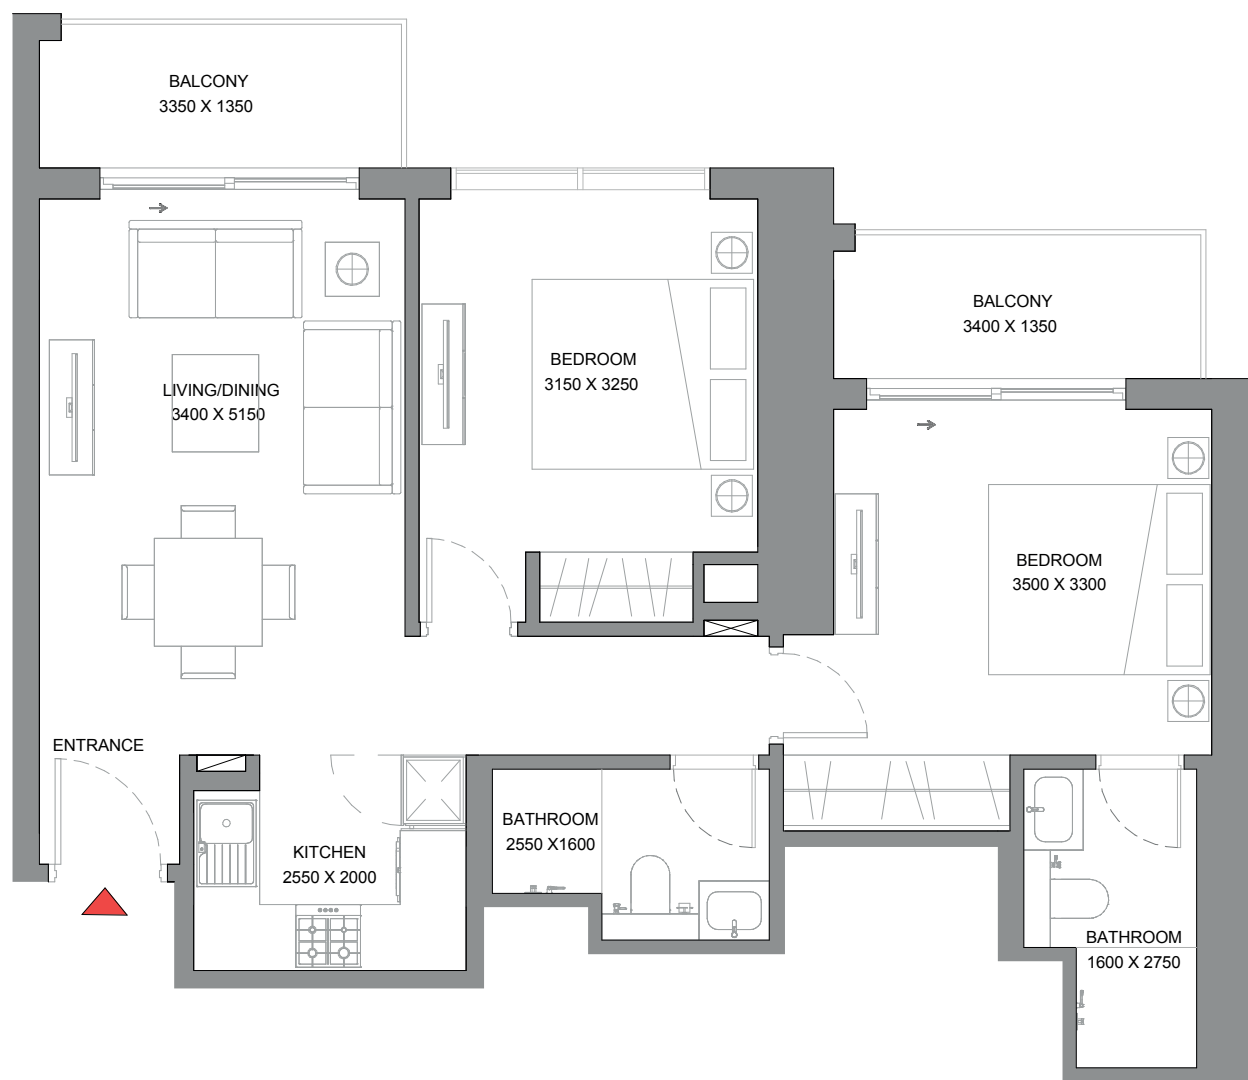 BALCONY
3350 X 1350
BALCONY
3400 X 1350
BEDROOM
3150 X 3250
LIVING/DINING
3400 X 5150
BEDROOM
3500 X 3300
ENTRANCE
BATHROOM
2550 X1600
KITCHEN
2550 X 2000
BATHROOM
1600 X 2750